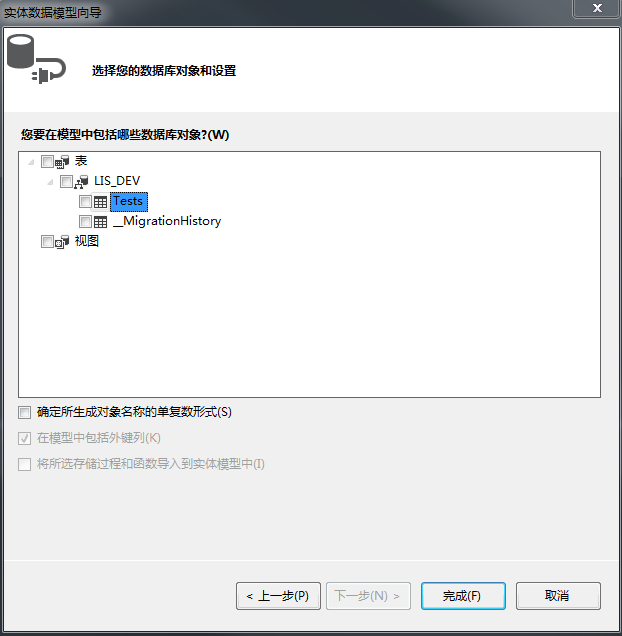 实体数据模型向导
选择您的数据库对象和设置
您要在模型中包括哪些数据库对象?(W)
表
LIS_DEV
Tests
__MigrationHistory
视图
确定所生成对象名称的单复数形式(S)
在模型中包括外键列(K)
将所选存储过程和函数导入到实体模型中(I)
< 上一步(P) 下一步(N) > 完成(F) 取消